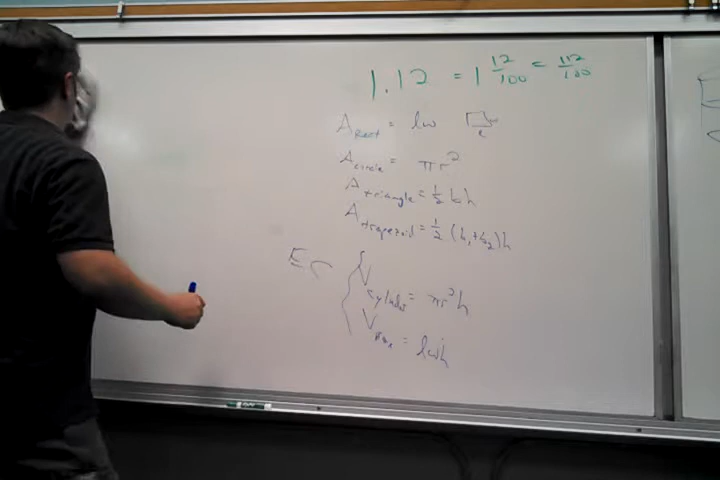 1.12 = 1 12/100 = 112/100
A Rect = lw w l
A circle = πr²
A triangle = 1/2 bh
A trapezoid = 1/2 (b₁+b₂)h
EC
V cylinder = πr²h
V = lwh